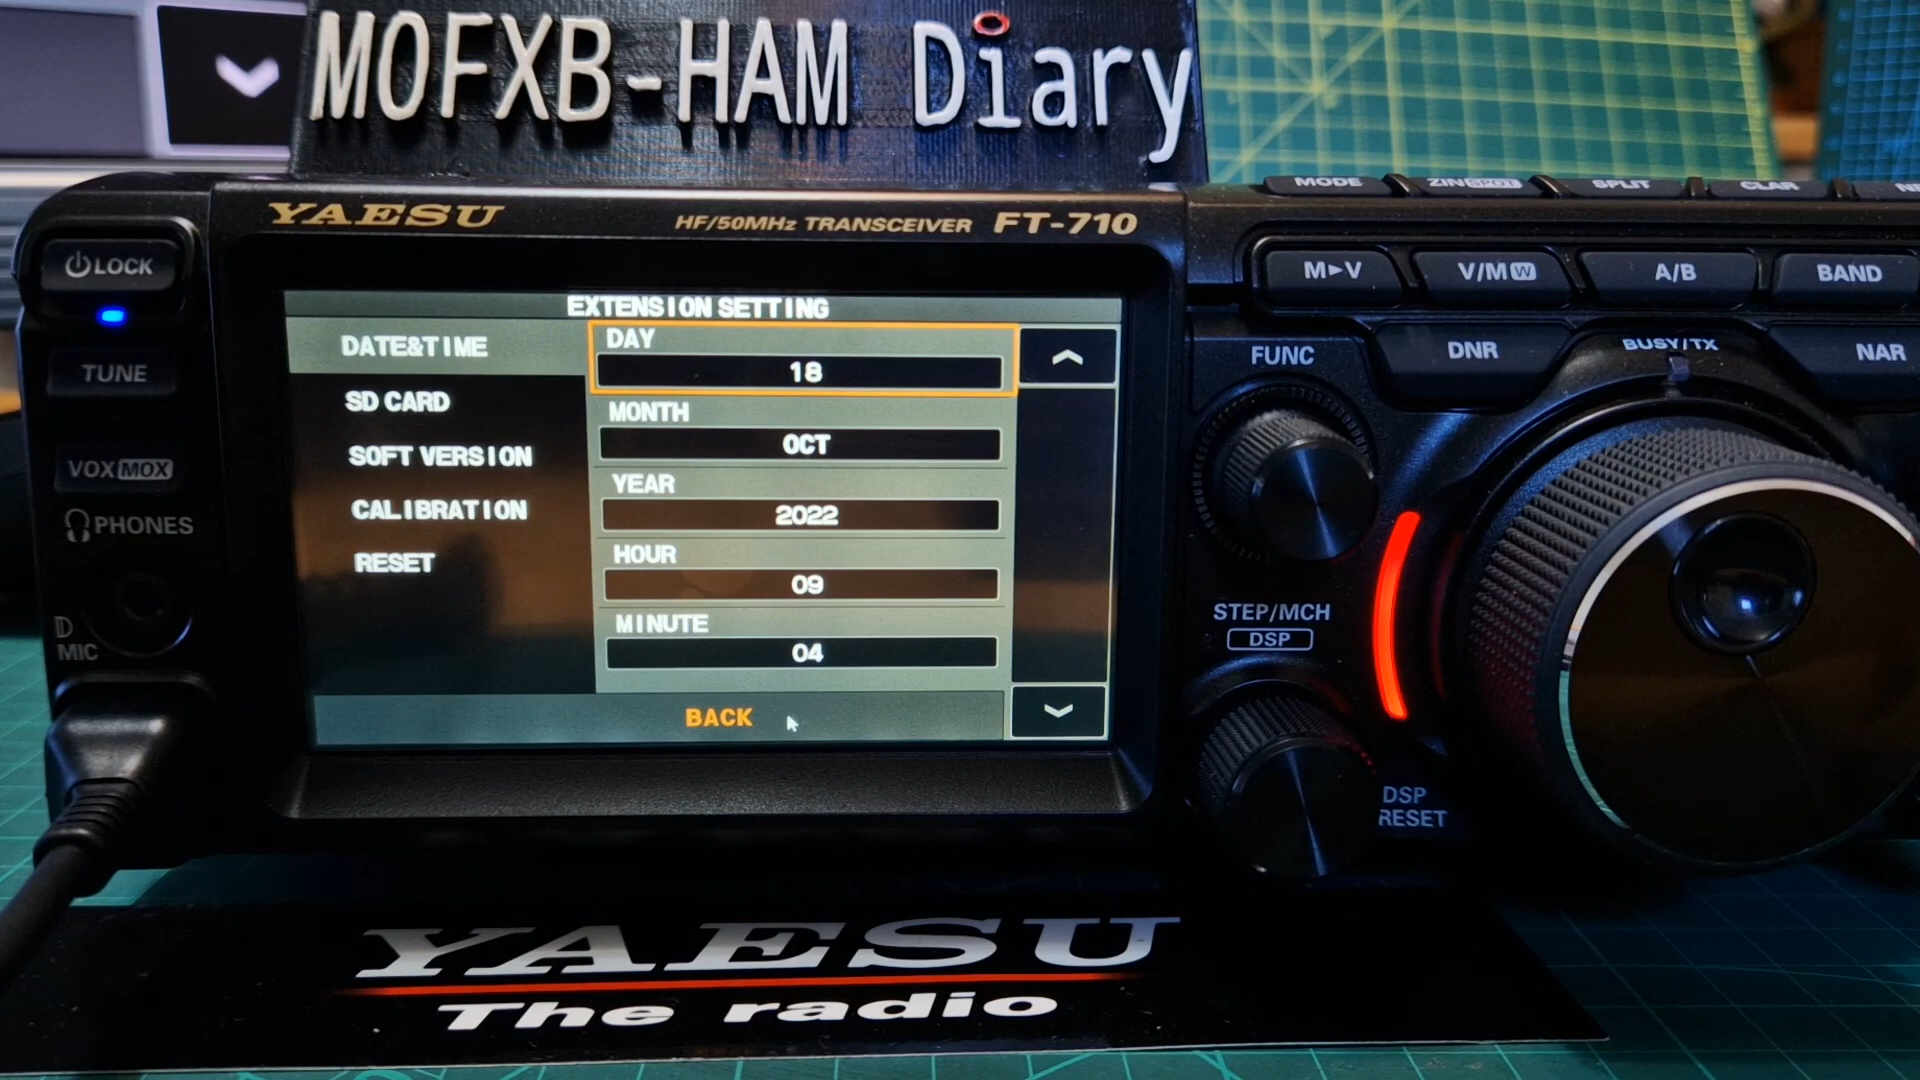 M0FXB-HAM Diary
YAESU HF/50MHz TRANSCEIVER FT-710
MODE ZIN SPLIT CLAR
LOCK
M►V V/M W A/B BAND
TUNE
VOX MOX
PHONES
MIC
EXTENSION SETTING
DATE&TIME
SD CARD
SOFT VERSION
CALIBRATION
RESET
DAY
18
MONTH
OCT
YEAR
2022
HOUR
09
MINUTE
04
BACK
FUNC
DNR
BUSY/TX
NAR
STEP/MCH
DSP
DSP
RESET
YAESU
The radio